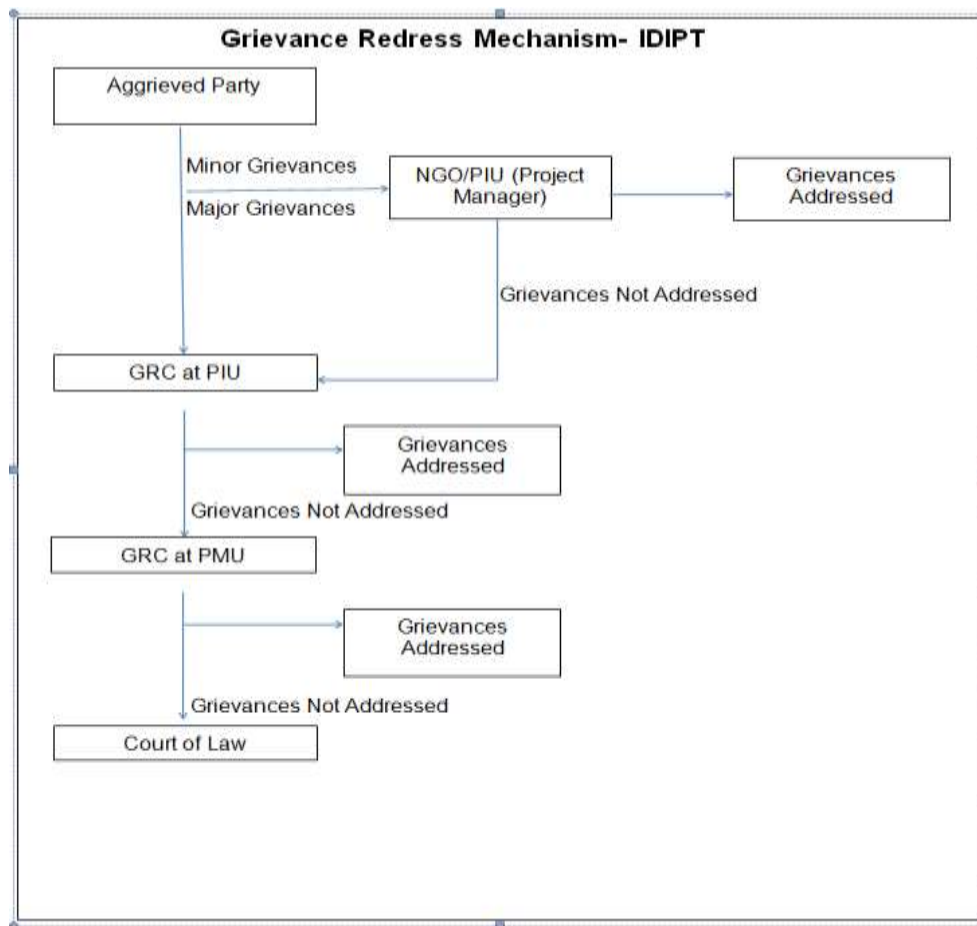 Grievance Redress Mechanism- IDIPT
Aggrieved Party
Minor Grievances
Major Grievances
NGO/PIU (Project
Manager)
Grievances
Addressed
Grievances Not Addressed
GRC at PIU
Grievances
Addressed
Grievances Not Addressed
GRC at PMU
Grievances
Addressed
Grievances Not Addressed
Court of Law